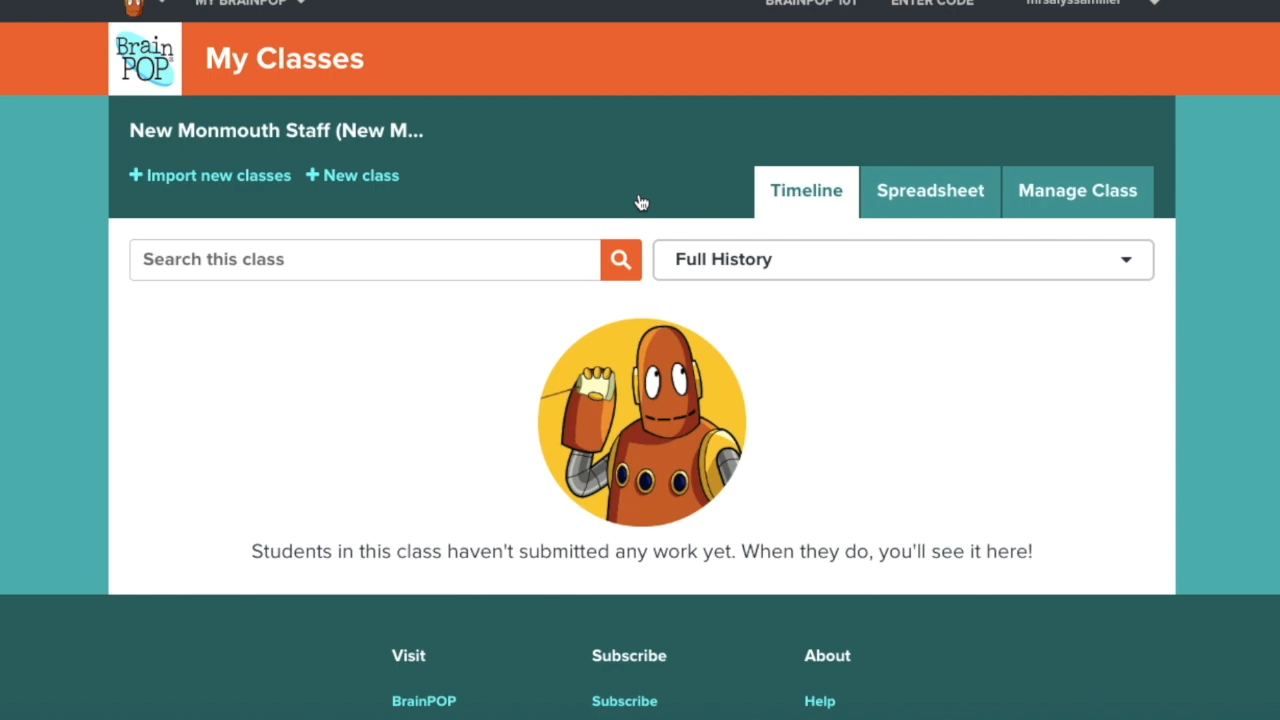 MY BRAINPOP
BRAINPOP 101
ENTER CODE
mrsalyssamiller
Brain
POP
My Classes
New Monmouth Staff (New M...
+ Import new classes
+ New class
Timeline
Spreadsheet
Manage Class
Search this class
Full History
Students in this class haven't submitted any work yet. When they do, you'll see it here!
Visit
Subscribe
About
BrainPOP
Subscribe
Help